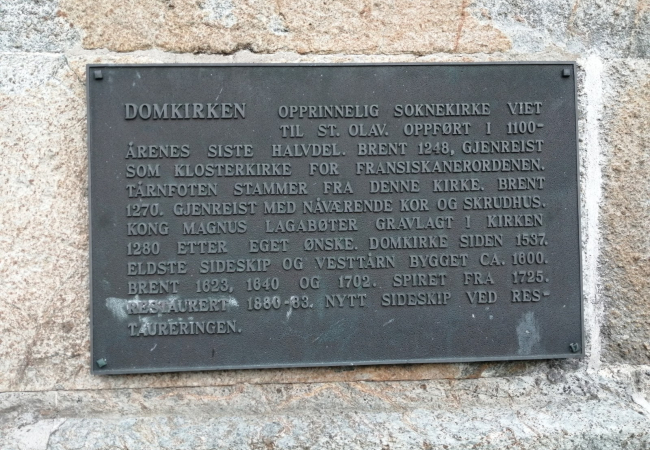 DOMKIRKEN OPPRINNELIG SOKNEKIRKE VIET
TIL ST. OLAV. OPPFØRT I 1100-
ÅRENES SISTE HALVDEL. BRENT 1248, GJENREIST
SOM KLOSTERKIRKE FOR FRANSISKANERORDENEN.
TÅRNFOTEN STAMMER FRA DENNE KIRKE. BRENT
1270. GJENREIST MED NÅVÆRENDE KOR OG SKRUDHUS.
KONG MAGNUS LAGABØTER GRAVLAGT I KIRKEN
1280 ETTER EGET ØNSKE. DOMKIRKE SIDEN 1537.
ELDSTE SIDESKIP OG VESTTÅRN BYGGET CA. 1600.
BRENT 1623, 1640 OG 1702. SPIRET FRA 1725.
RESTAURERT 1880-83. NYTT SIDESKIP VED RES-
TAURERINGEN.